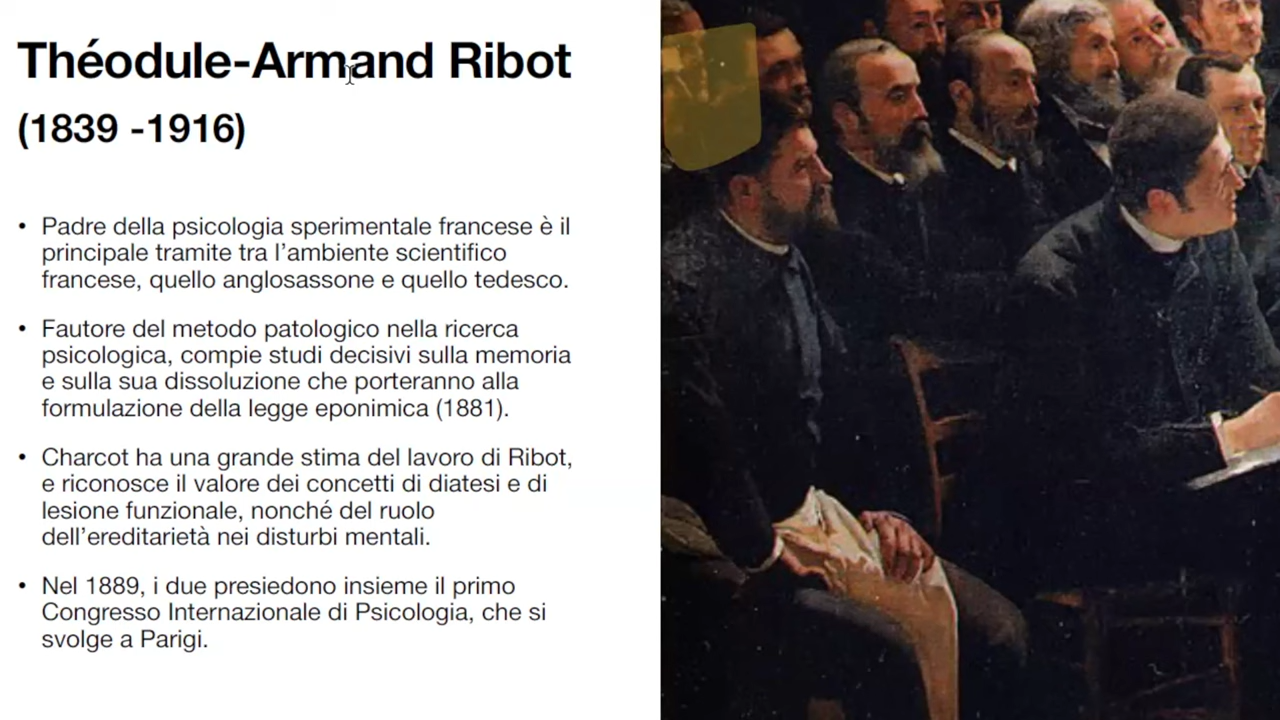 Théodule-Armand Ribot
(1839 -1916)
• Padre della psicologia sperimentale francese è il
principale tramite tra l’ambiente scientifico
francese, quello anglosassone e quello tedesco.
• Fautore del metodo patologico nella ricerca
psicologica, compie studi decisivi sulla memoria
e sulla sua dissoluzione che porteranno alla
formulazione della legge eponimica (1881).
• Charcot ha una grande stima del lavoro di Ribot,
e riconosce il valore dei concetti di diatesi e di
lesione funzionale, nonché del ruolo
dell’ereditarietà nei disturbi mentali.
• Nel 1889, i due presiedono insieme il primo
Congresso Internazionale di Psicologia, che si
svolge a Parigi.